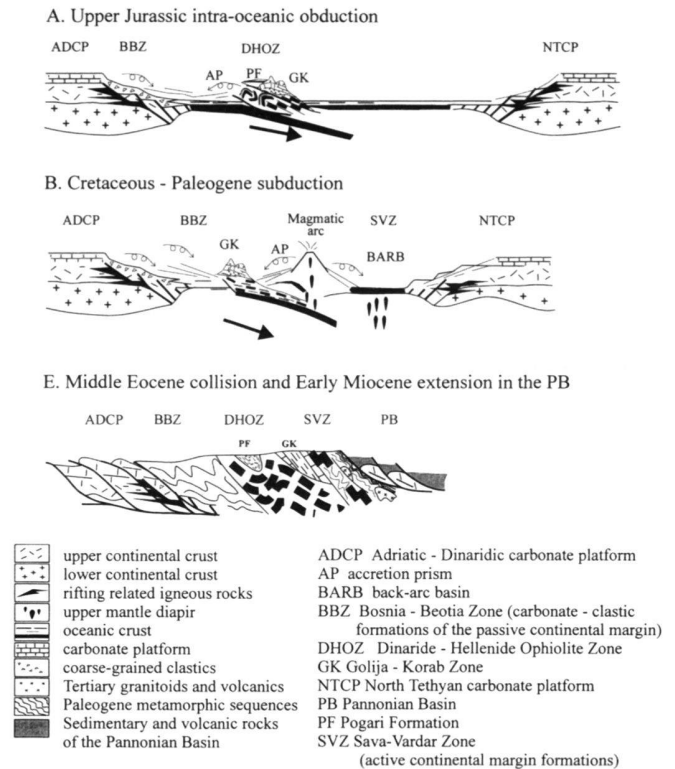 A. Upper Jurassic intra-oceanic obduction
ADCP BBZ DHOZ NTCP
AP PF GK
B. Cretaceous - Paleogene subduction
ADCP BBZ Magmatic arc SVZ NTCP
GK AP BARB
E. Middle Eocene collision and Early Miocene extension in the PB
ADCP BBZ DHOZ SVZ PB
PF GK
upper continental crust
lower continental crust
rifting related igneous rocks
upper mantle diapir
oceanic crust
carbonate platform
coarse-grained clastics
Tertiary granitoids and volcanics
Paleogene metamorphic sequences
Sedimentary and volcanic rocks
of the Pannonian Basin
ADCP Adriatic - Dinaridic carbonate platform
AP accretion prism
BARB back-arc basin
BBZ Bosnia - Beotia Zone (carbonate - clastic
formations of the passive continental margin)
DHOZ Dinaride - Hellenide Ophiolite Zone
GK Golija - Korab Zone
NTCP North Tethyan carbonate platform
PB Pannonian Basin
PF Pogari Formation
SVZ Sava-Vardar Zone
(active continental margin formations)